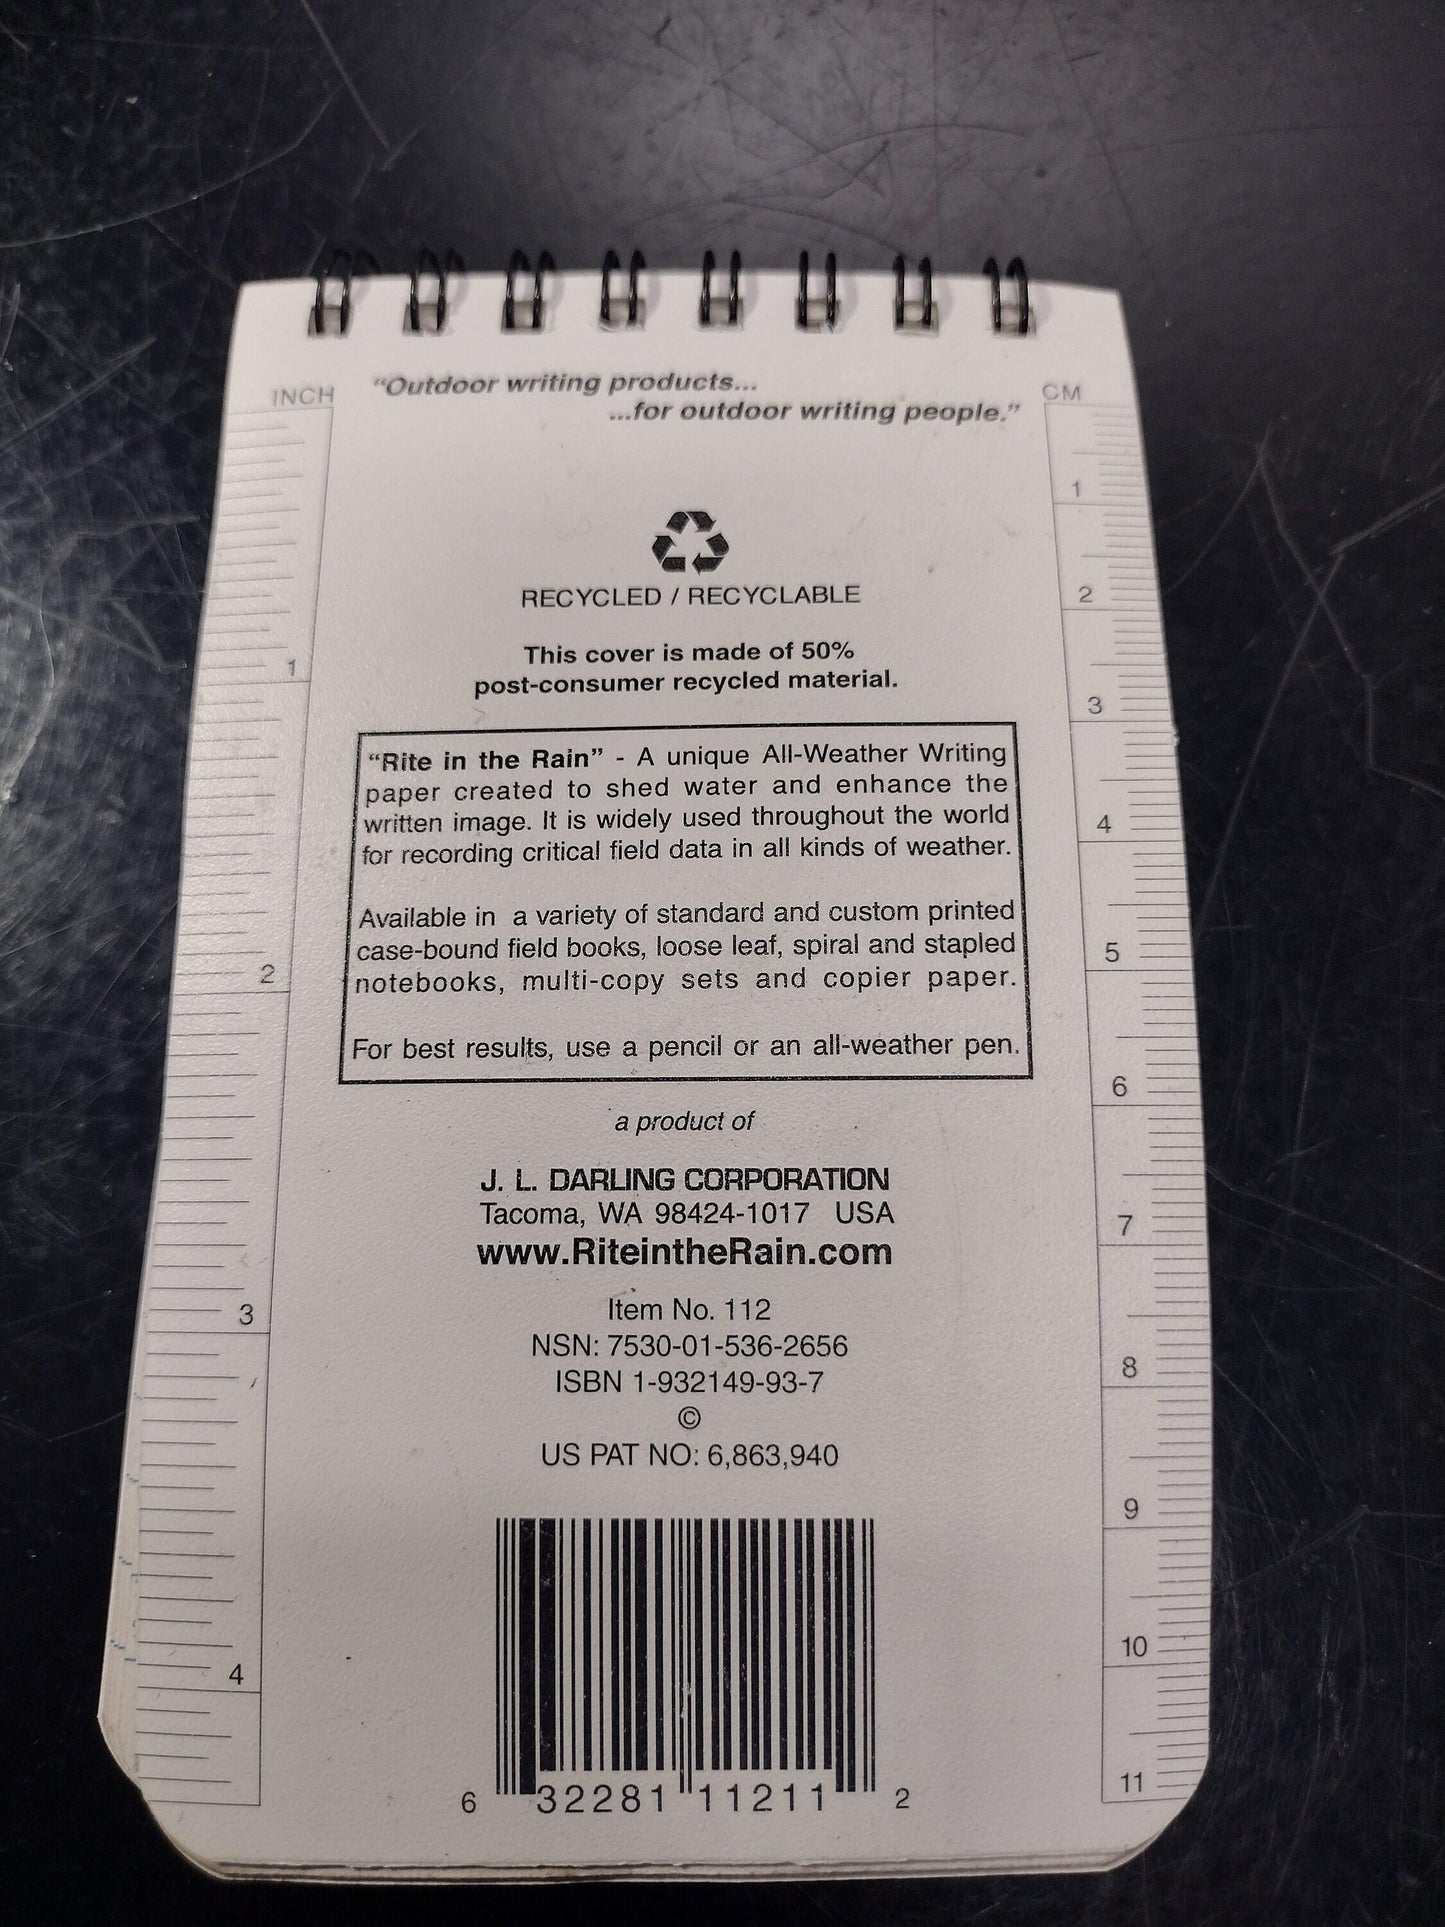 "Outdoor writing products...
...for outdoor writing people."
INCH
CM
RECYCLED / RECYCLABLE
This cover is made of 50%
post-consumer recycled material.
"Rite in the Rain" - A unique All-Weather Writing
paper created to shed water and enhance the
written image. It is widely used throughout the world
for recording critical field data in all kinds of weather.
Available in a variety of standard and custom printed
case-bound field books, loose leaf, spiral and stapled
notebooks, multi-copy sets and copier paper.
For best results, use a pencil or an all-weather pen.
a product of
J. L. DARLING CORPORATION
Tacoma, WA 98424-1017 USA
www.RiteintheRain.com
Item No. 112
NSN: 7530-01-536-2656
ISBN 1-932149-93-7
©
US PAT NO: 6,863,940
6 32281 11211 2
1
2
3
4
1
2
3
4
5
6
7
8
9
10
11